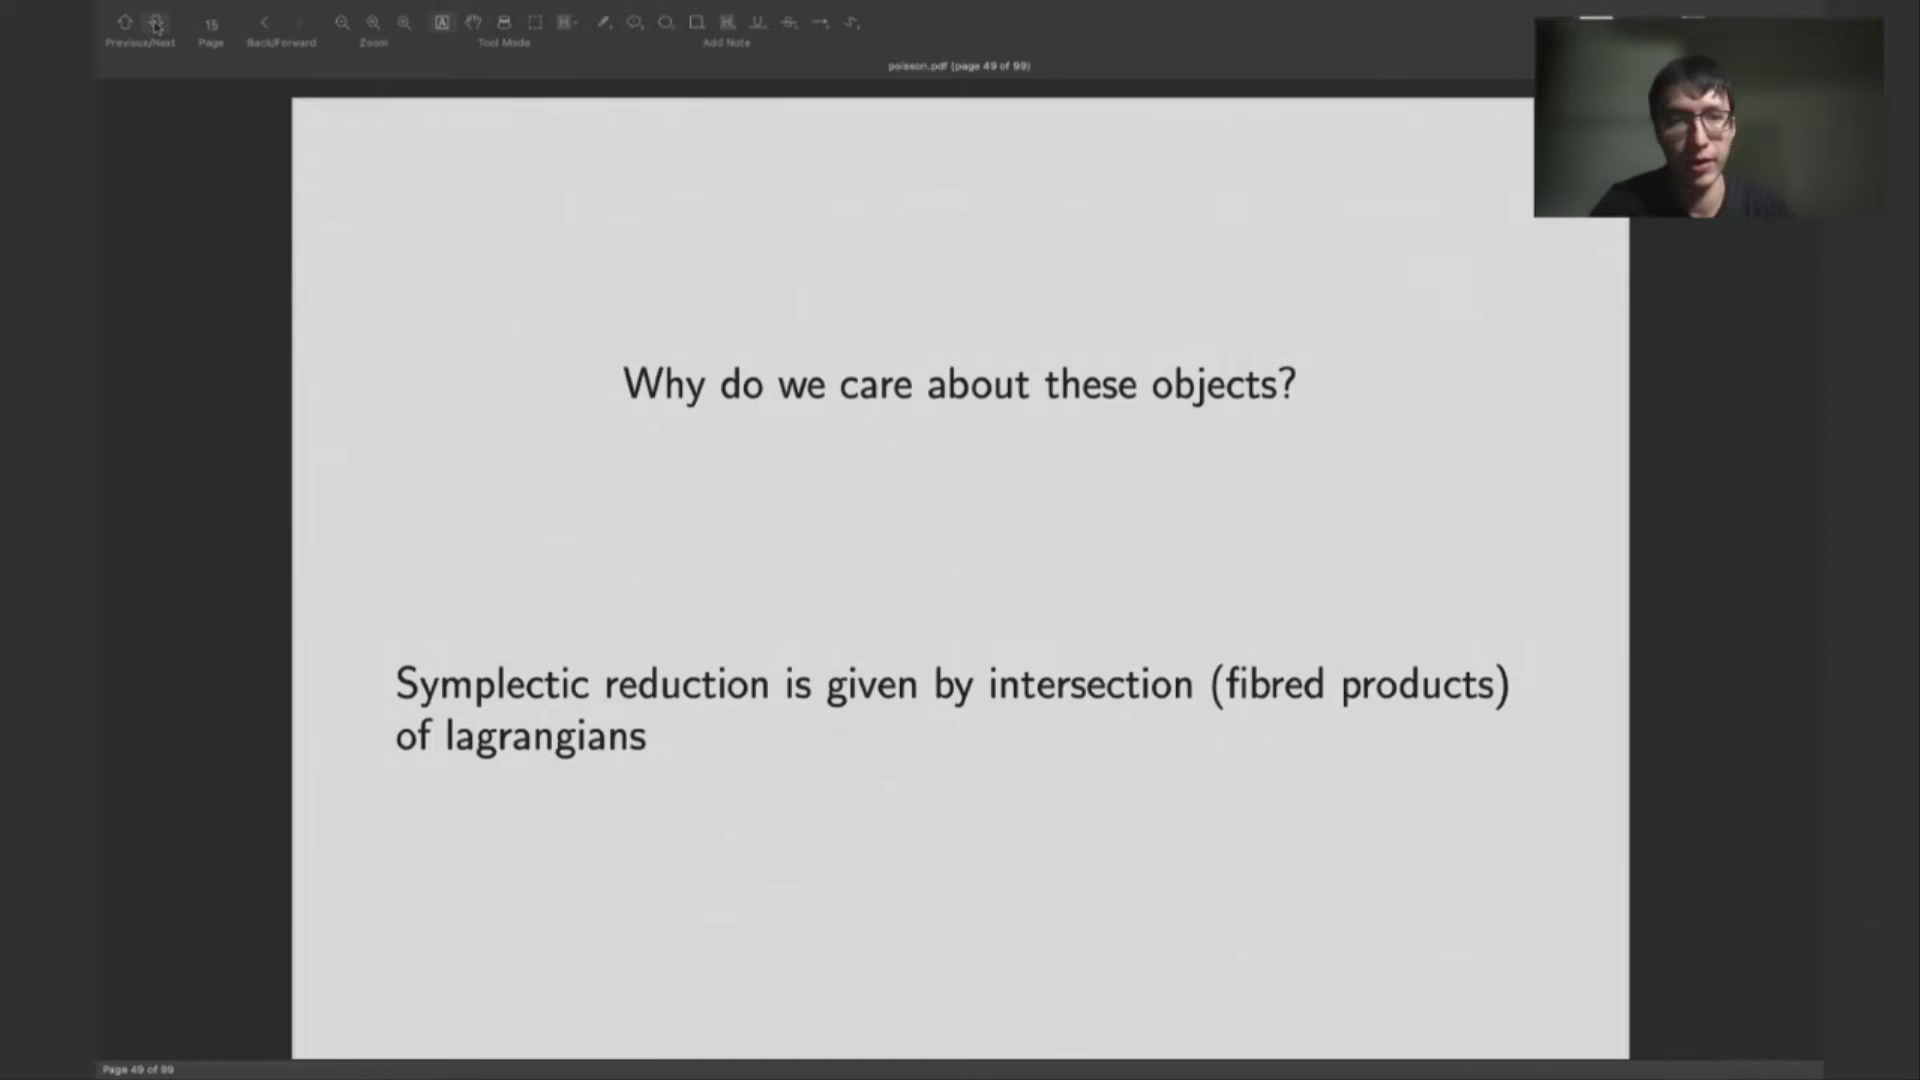 15
Previous/Next
Page
Back/Forward
Zoom
Tool Mode
Add Note
poisson.pdf (page 49 of 99)
Why do we care about these objects?
Symplectic reduction is given by intersection (fibred products)
of lagrangians
Page 49 of 99